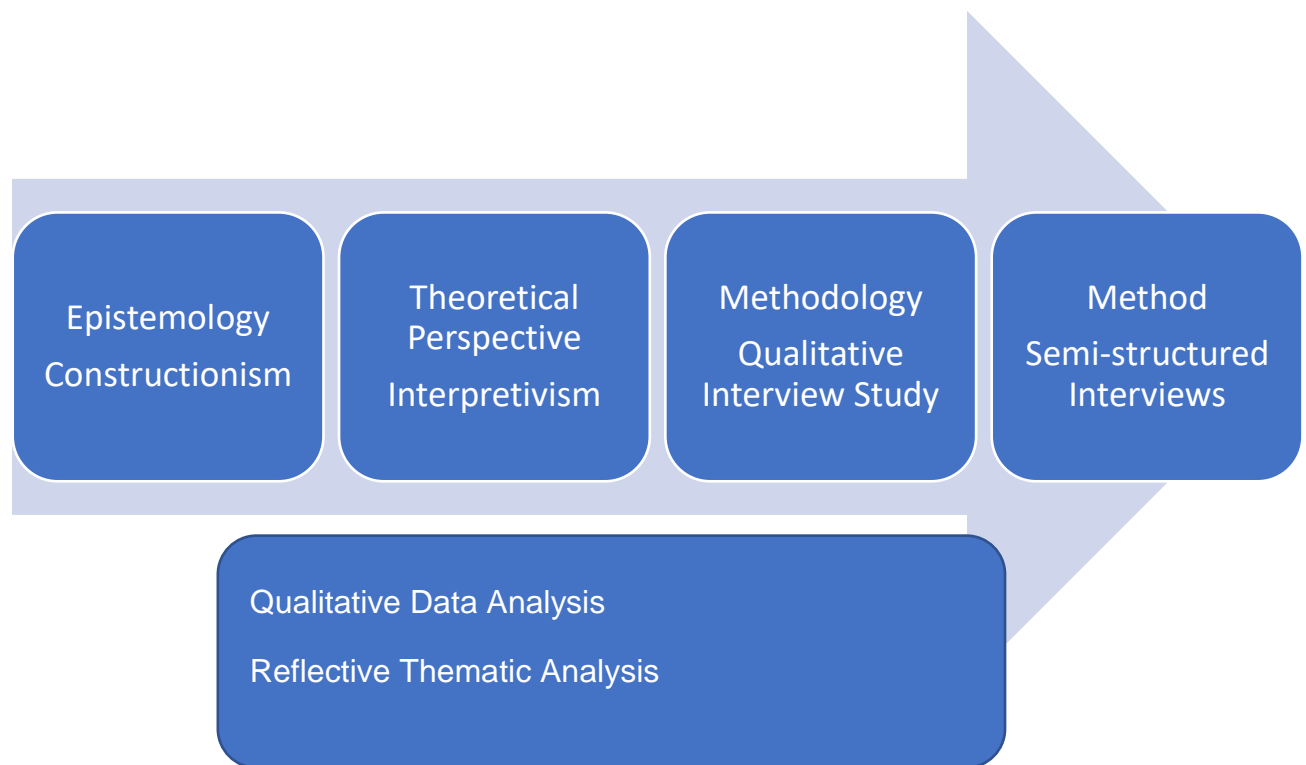 Epistemology
Constructionism
Theoretical
Perspective
Interpretivism
Methodology
Qualitative
Interview Study
Method
Semi-structured
Interviews
Qualitative Data Analysis
Reflective Thematic Analysis